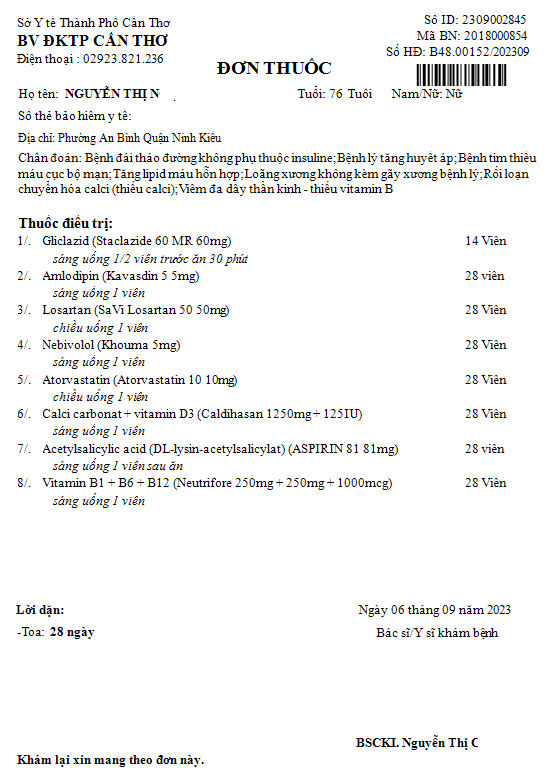 Sở Y tế Thành Phố Cần Thơ
BV ĐKTP CẦN THƠ
Điện thoại : 02923.821.236
Số ID: 2309002845
Mã BN: 2018000854
Số HĐ: B48.00152/202309
ĐƠN THUỐC
Họ tên: NGUYỄN THỊ N Tuổi: 76 Tuổi Nam/Nữ: Nữ
Số thẻ bảo hiểm y tế:
Địa chỉ: Phường An Bình Quận Ninh Kiều
Chẩn đoán: Bệnh đái tháo đường không phụ thuộc insuline;Bệnh lý tăng huyết áp;Bệnh tim thiếu
máu cục bộ mạn;Tăng lipid máu hỗn hợp;Loãng xương không kèm gãy xương bệnh lý;Rối loạn
chuyển hóa calci (thiếu calci);Viêm đa dây thần kinh - thiếu vitamin B
Thuốc điều trị:
1/. Gliclazid (Staclazide 60 MR 60mg) 14 Viên
sáng uống 1/2 viên trước ăn 30 phút
2/. Amlodipin (Kavasdin 5 5mg) 28 viên
sáng uống 1 viên
3/. Losartan (SaVi Losartan 50 50mg) 28 Viên
chiều uống 1 viên
4/. Nebivolol (Khouma 5mg) 28 Viên
sáng uống 1 viên
5/. Atorvastatin (Atorvastatin 10 10mg) 28 Viên
chiều uống 1 viên
6/. Calci carbonat + vitamin D3 (Caldihasan 1250mg + 125IU) 28 Viên
sáng uống 1 viên
7/. Acetylsalicylic acid (DL-lysin-acetylsalicylat) (ASPIRIN 81 81mg) 28 viên
sáng uống 1 viên sau ăn
8/. Vitamin B1 + B6 + B12 (Neutrifore 250mg + 250mg + 1000mcg) 28 Viên
sáng uống 1 viên
Lời dặn:
-Toa: 28 ngày
Ngày 06 tháng 09 năm 2023
Bác sĩ/Y sĩ khám bệnh
BSCKI. Nguyễn Thị C
Khám lại xin mang theo đơn này.